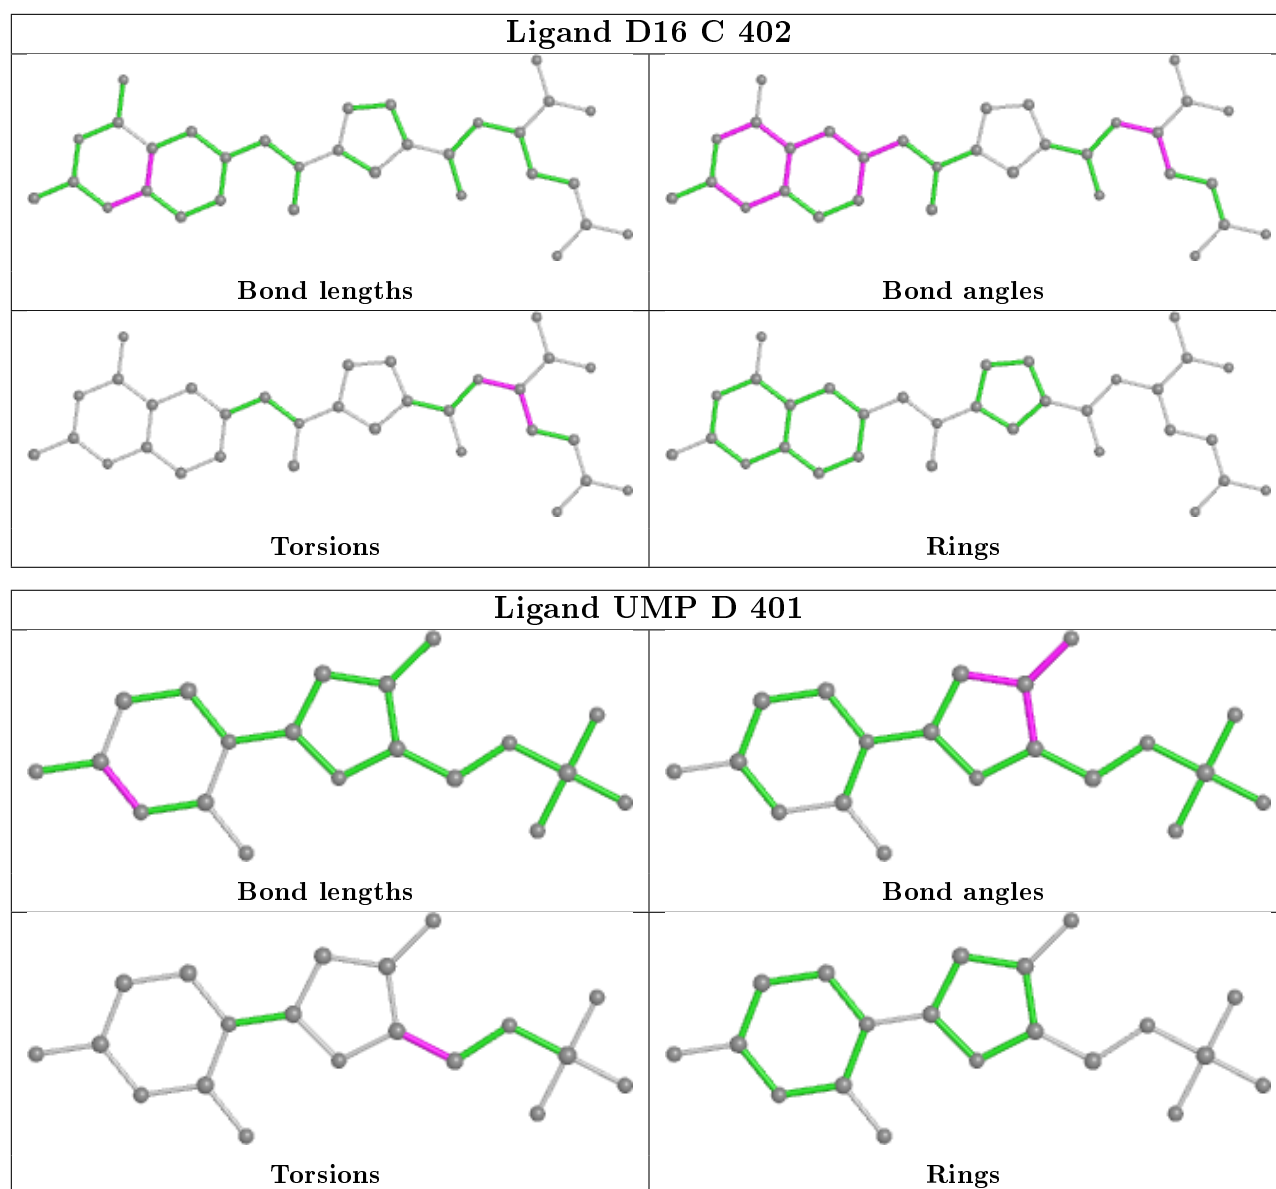 Ligand D16 C 402
Bond lengths
Bond angles
Torsions
Rings
Ligand UMP D 401
Bond lengths
Bond angles
Torsions
Rings